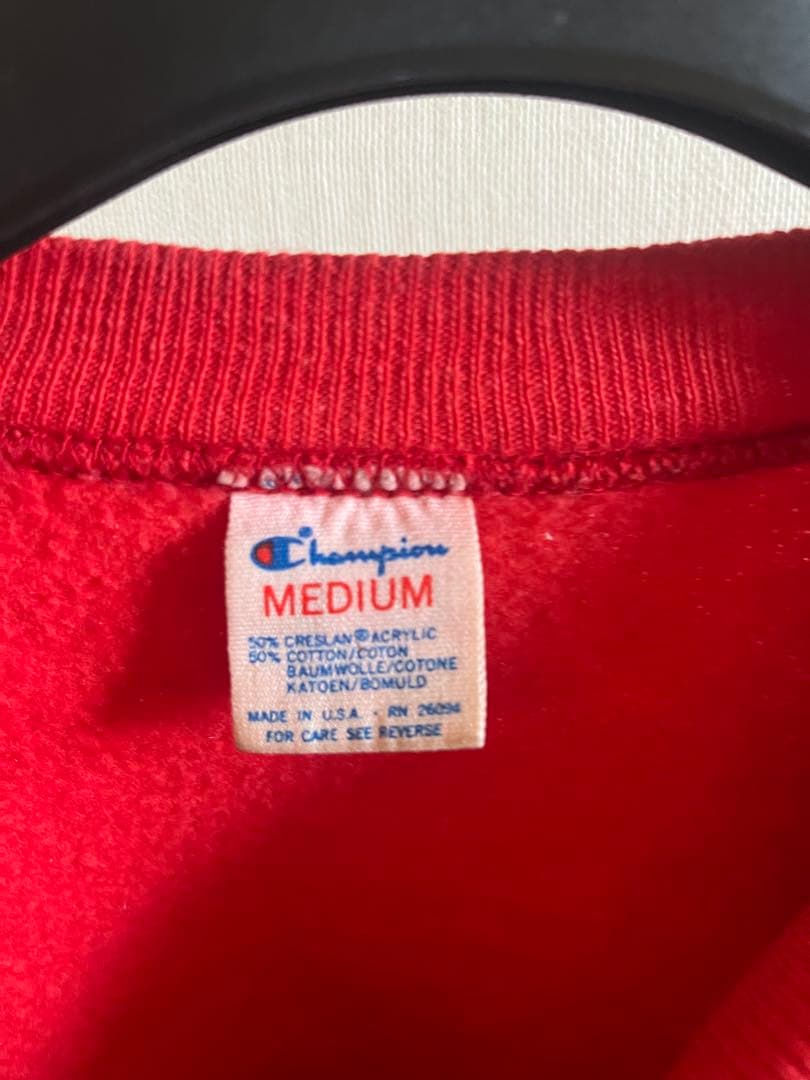 Champion
MEDIUM
50% CRESLAN® ACRYLIC
50% COTTON/COTON
BAUMWOLLE/COTONE
KATOEN/BOMULD
MADE IN U.S.A. - RN 26094
FOR CARE SEE REVERSE